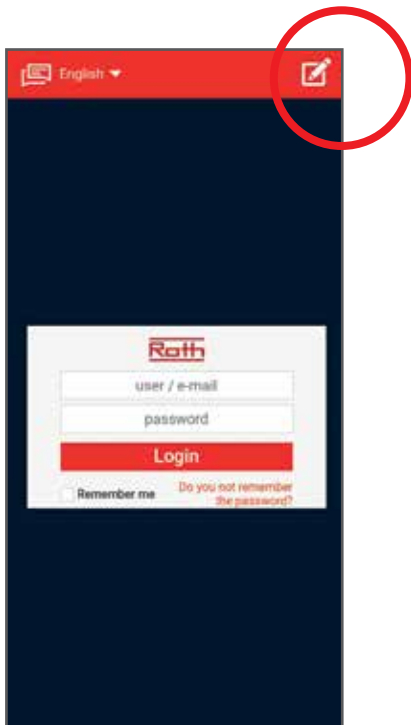 English
Roth
user / e-mail
password
Login
Remember me
Do you not remember
the password?